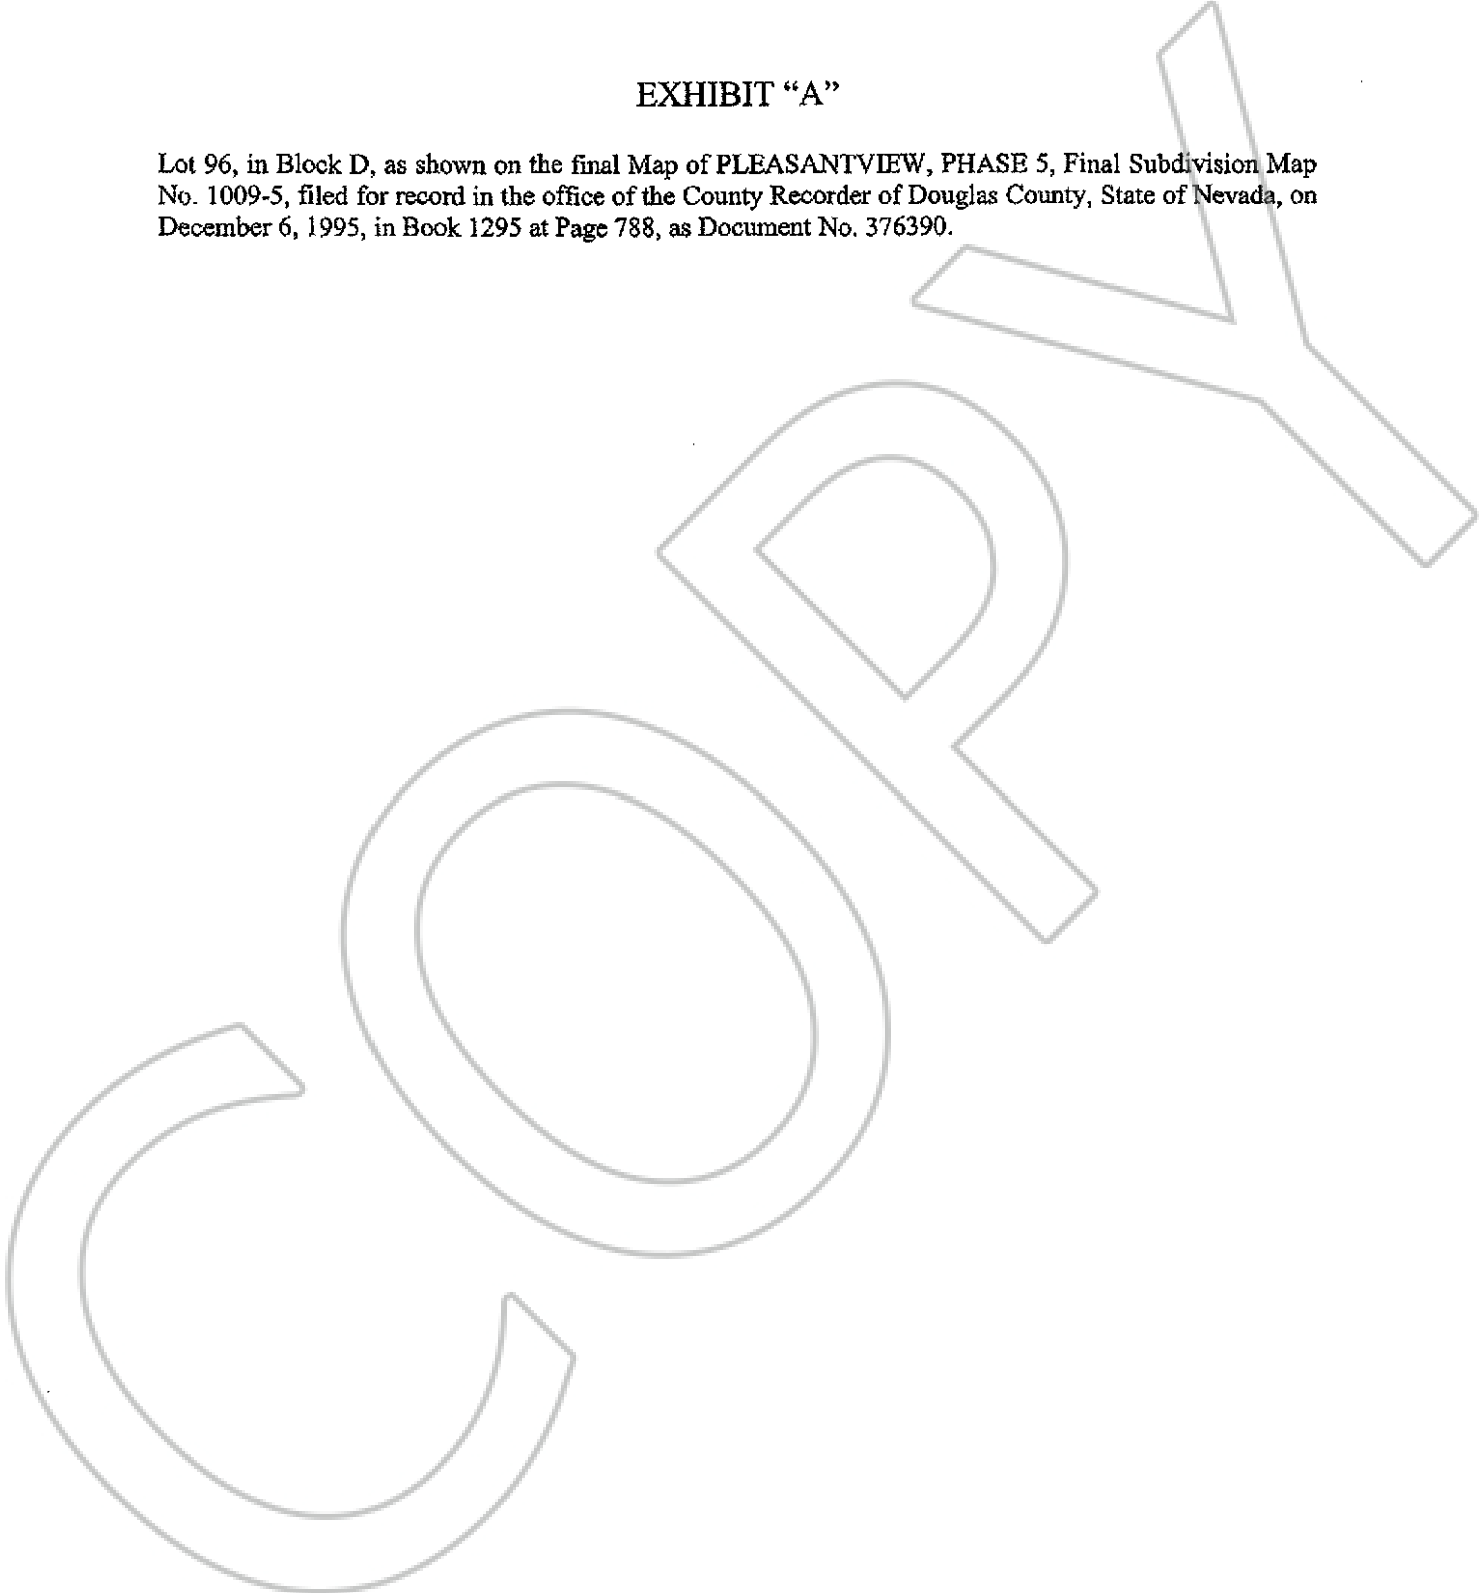 EXHIBIT “A”
Lot 96, in Block D, as shown on the final Map of PLEASANTVIEW, PHASE 5, Final Subdivision Map
No. 1009-5, filed for record in the office of the County Recorder of Douglas County, State of Nevada, on
December 6, 1995, in Book 1295 at Page 788, as Document No. 376390.
COPY